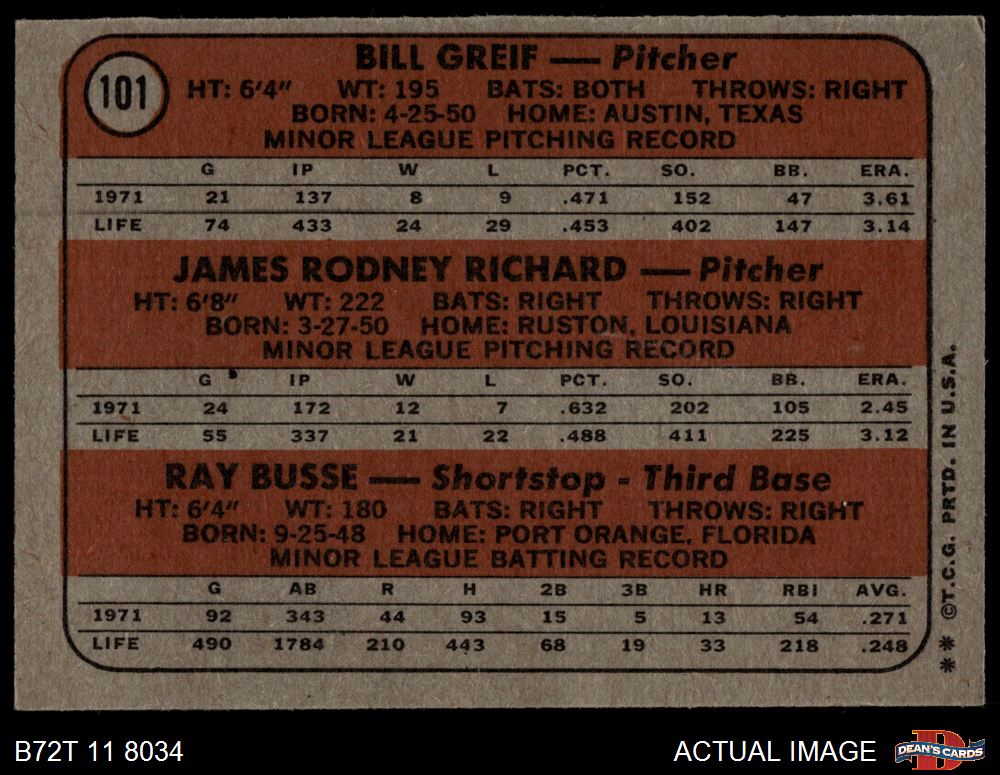 101
BILL GREIF — Pitcher
HT: 6'4" WT: 195 BATS: BOTH THROWS: RIGHT
BORN: 4-25-50 HOME: AUSTIN, TEXAS
MINOR LEAGUE PITCHING RECORD
G IP W L PCT. SO. BB. ERA.
1971 21 137 8 9 .471 152 47 3.61
LIFE 74 433 24 29 .453 402 147 3.14
JAMES RODNEY RICHARD — Pitcher
HT: 6'8" WT: 222 BATS: RIGHT THROWS: RIGHT
BORN: 3-27-50 HOME: RUSTON, LOUISIANA
MINOR LEAGUE PITCHING RECORD
G IP W L PCT. SO. BB. ERA.
1971 24 172 12 7 .632 202 105 2.45
LIFE 55 337 21 22 .488 411 225 3.12
RAY BUSSE — Shortstop - Third Base
HT: 6'4" WT: 180 BATS: RIGHT THROWS: RIGHT
BORN: 9-25-48 HOME: PORT ORANGE, FLORIDA
MINOR LEAGUE BATTING RECORD
G AB R H 2B 3B HR RBI AVG.
1971 92 343 44 93 15 5 13 54 .271
LIFE 490 1784 210 443 68 19 33 218 .248
** ©T.C.G. PRTD. IN U.S.A.
B72T 11 8034
ACTUAL IMAGE
D
DEAN'S CARDS